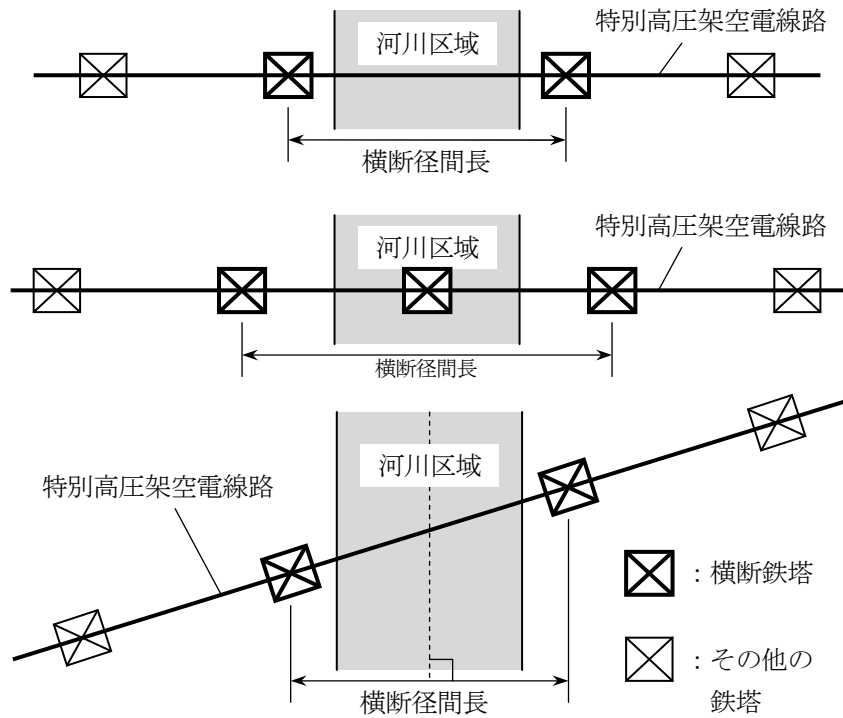 河川区域
特別高圧架空電線路
横断径間長
特別高圧架空電線路
河川区域
横断径間長
河川区域
特別高圧架空電線路
：横断鉄塔
：その他の
鉄塔
横断径間長